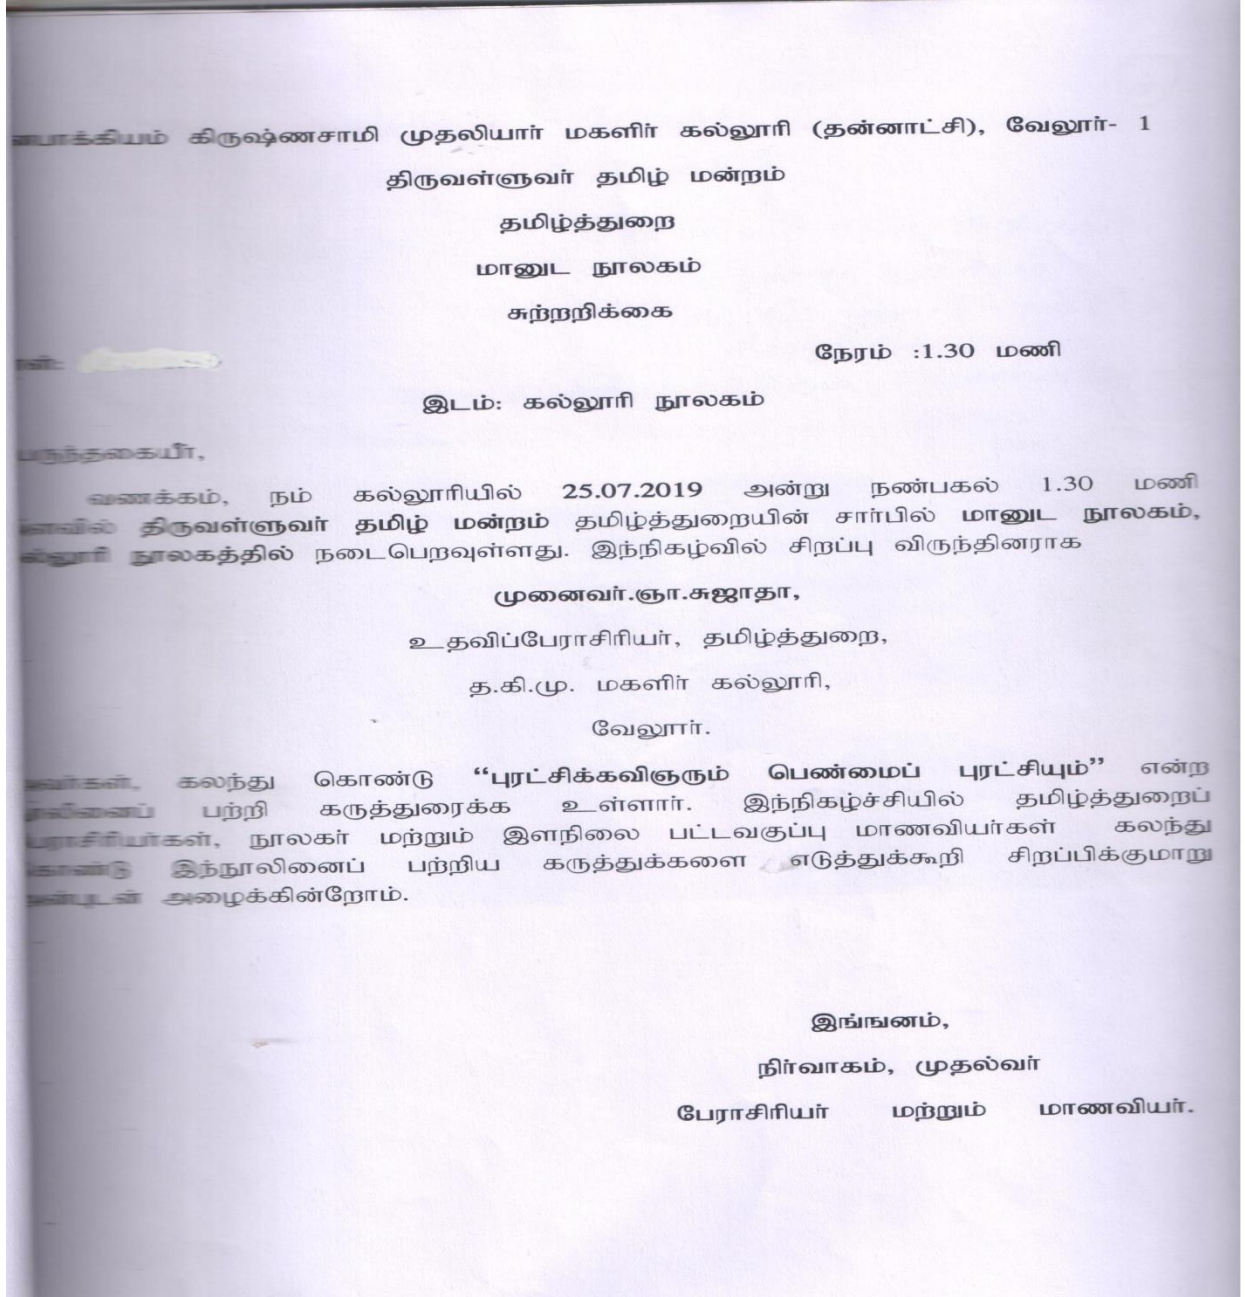 கிருஷ்ணசாமி முதலியார் மகளிர் கல்லூரி (தன்னாட்சி), வேலூர்- 1
திருவள்ளுவர் தமிழ் மன்றம்
தமிழ்த்துறை
மானுட நூலகம்
சுற்றறிக்கை
நேரம் :1.30 மணி
இடம்: கல்லூரி நூலகம்
வணக்கம், நம் கல்லூரியில் 25.07.2019 அன்று நண்பகல் 1.30 மணி
திருவள்ளுவர் தமிழ் மன்றம் தமிழ்த்துறையின் சார்பில் மானுட நூலகம்,
நூலகத்தில் நடைபெறவுள்ளது. இந்நிகழ்வில் சிறப்பு விருந்தினராக
முனைவர்.ஞா.சுஜாதா,
உதவிப்பேராசிரியர், தமிழ்த்துறை,
த.கி.மு. மகளிர் கல்லூரி,
வேலூர்.
கலந்து கொண்டு “புரட்சிக்கவிஞரும் பெண்மைப் புரட்சியும்” என்ற
பற்றி கருத்துரைக்க உள்ளார். இந்நிகழ்ச்சியில் தமிழ்த்துறைப்
நூலகர் மற்றும் இளநிலை பட்டவகுப்பு மாணவியர்கள் கலந்து
இந்நூலினைப் பற்றிய கருத்துக்களை எடுத்துக்கூறி சிறப்பிக்குமாறு
அழைக்கின்றோம்.
இங்ஙனம்,
நிர்வாகம், முதல்வர்
பேராசிரியர் மற்றும் மாணவியர்.